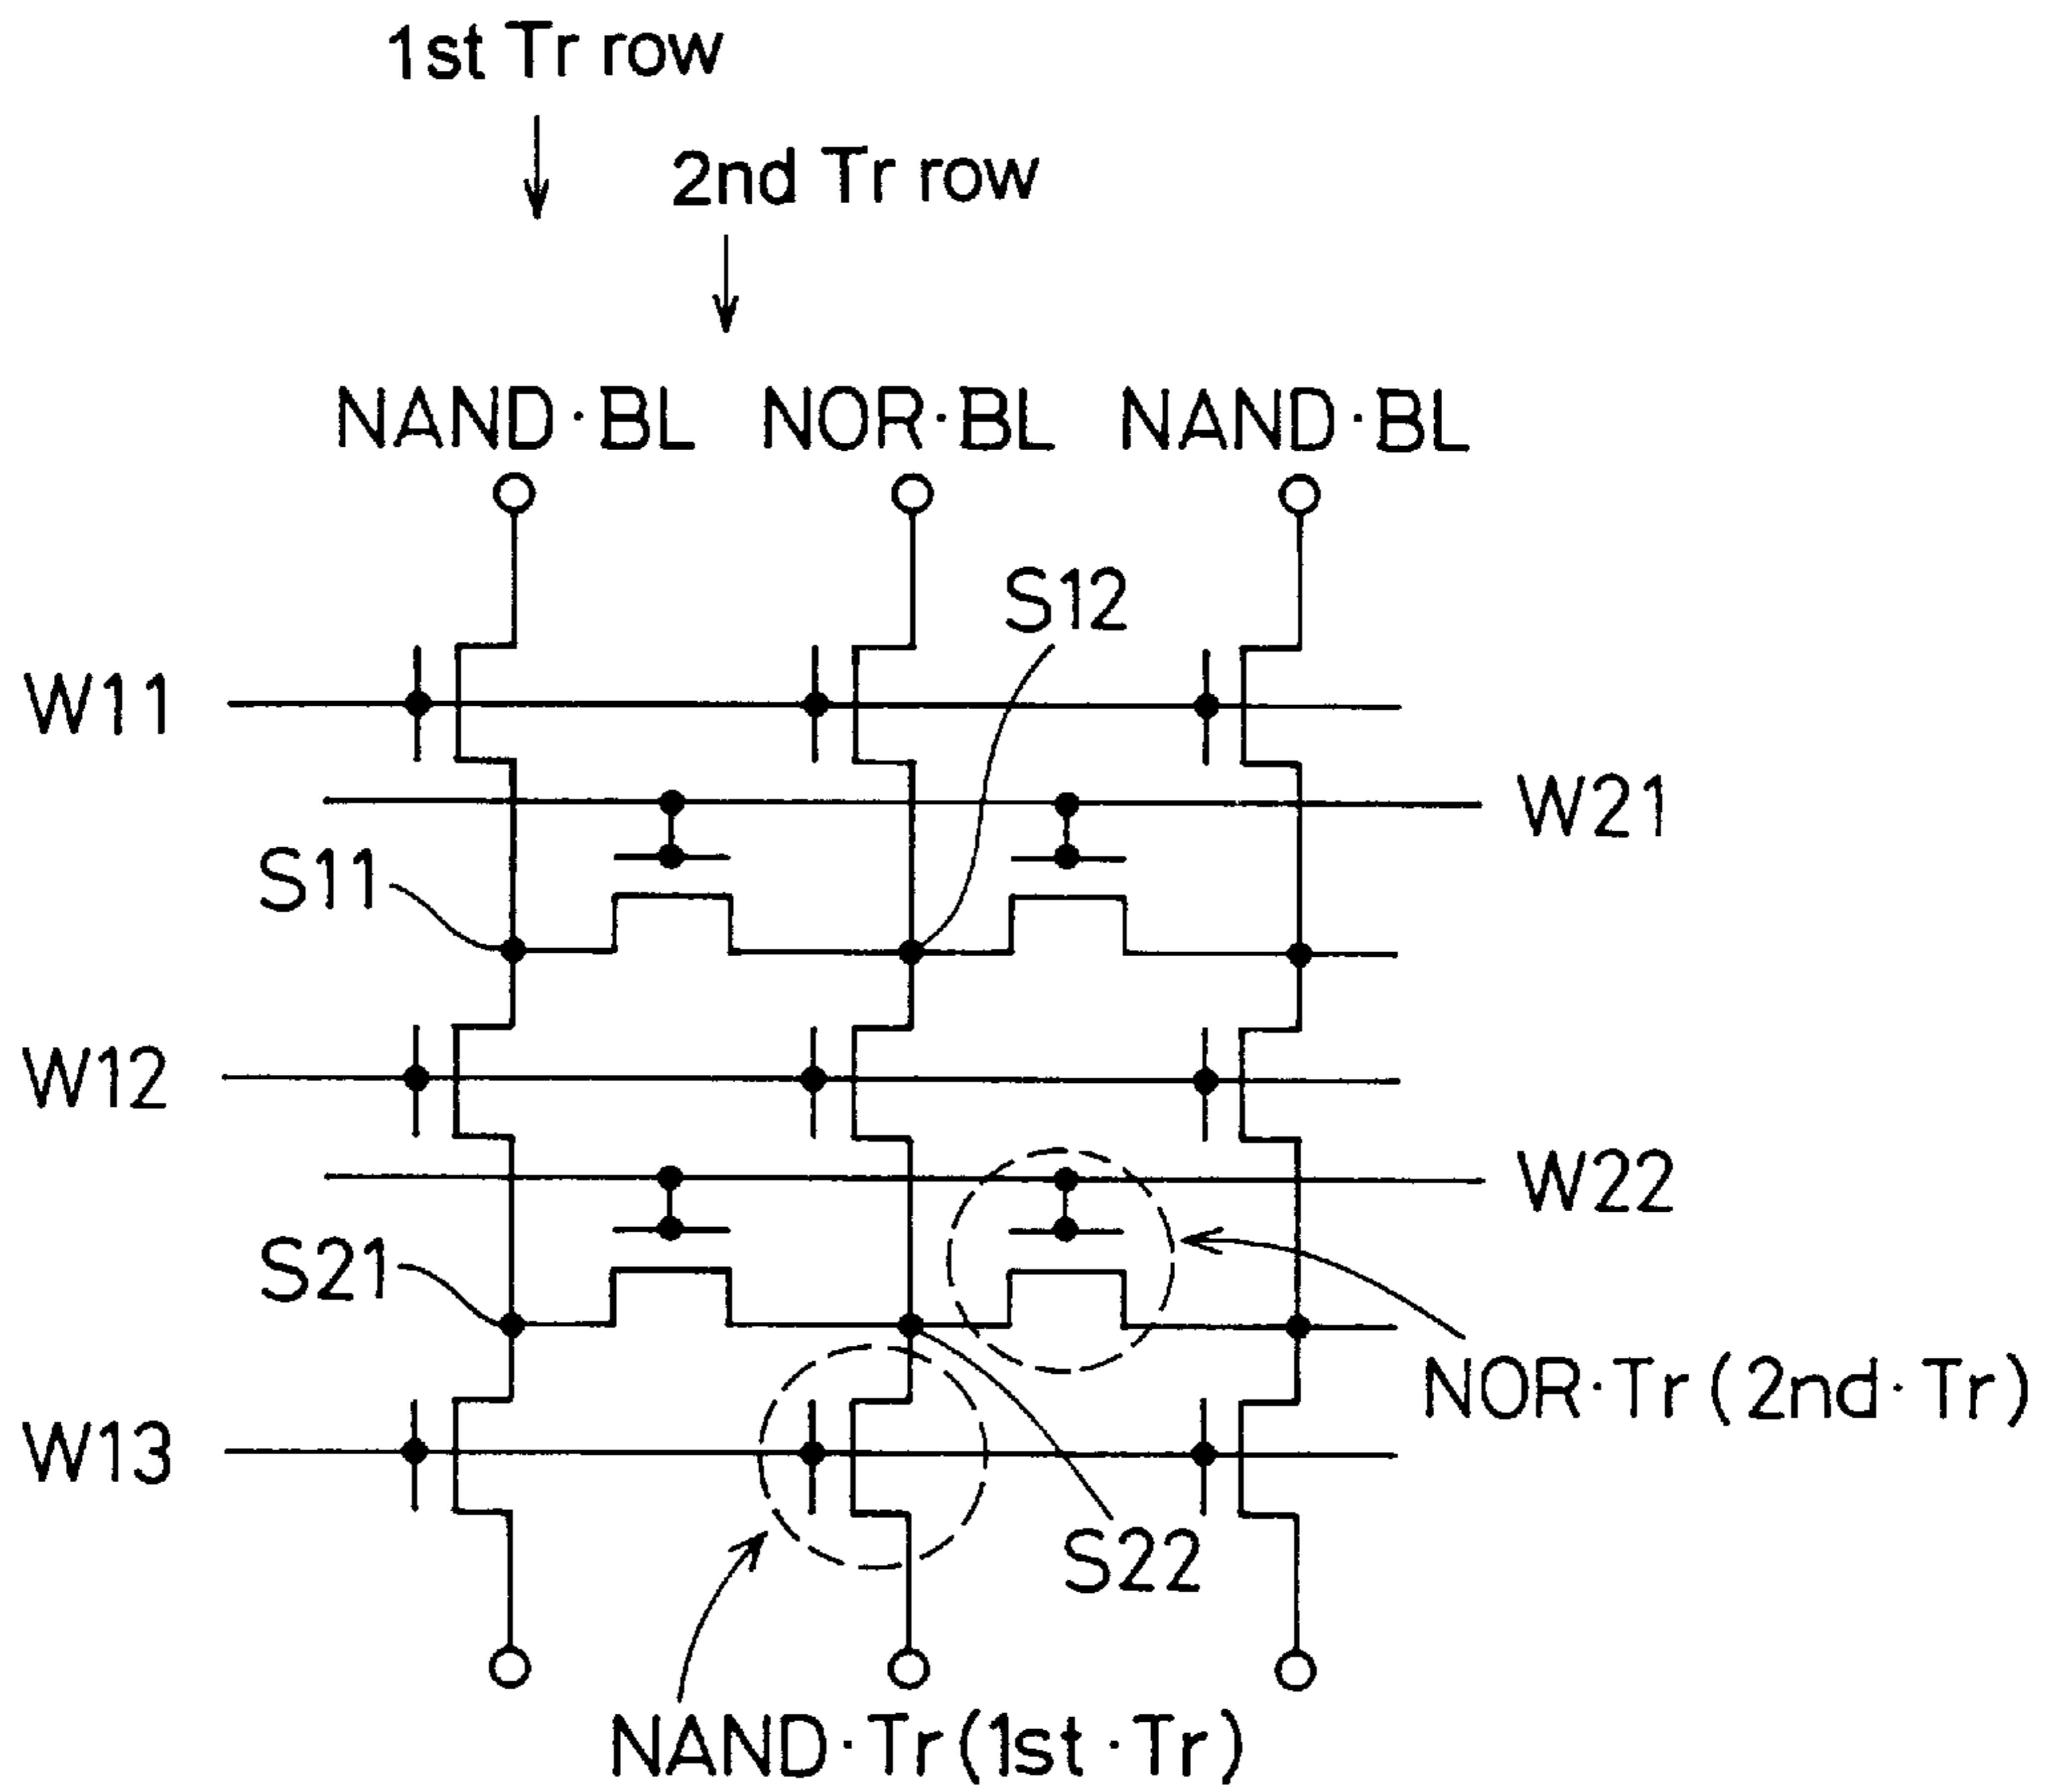 1st Tr row
2nd Tr row
NAND·BL NOR·BL NAND·BL
S12
W11
W21
S11
W12
W22
S21
NOR·Tr(2nd·Tr)
W13
S22
NAND·Tr(1st·Tr)